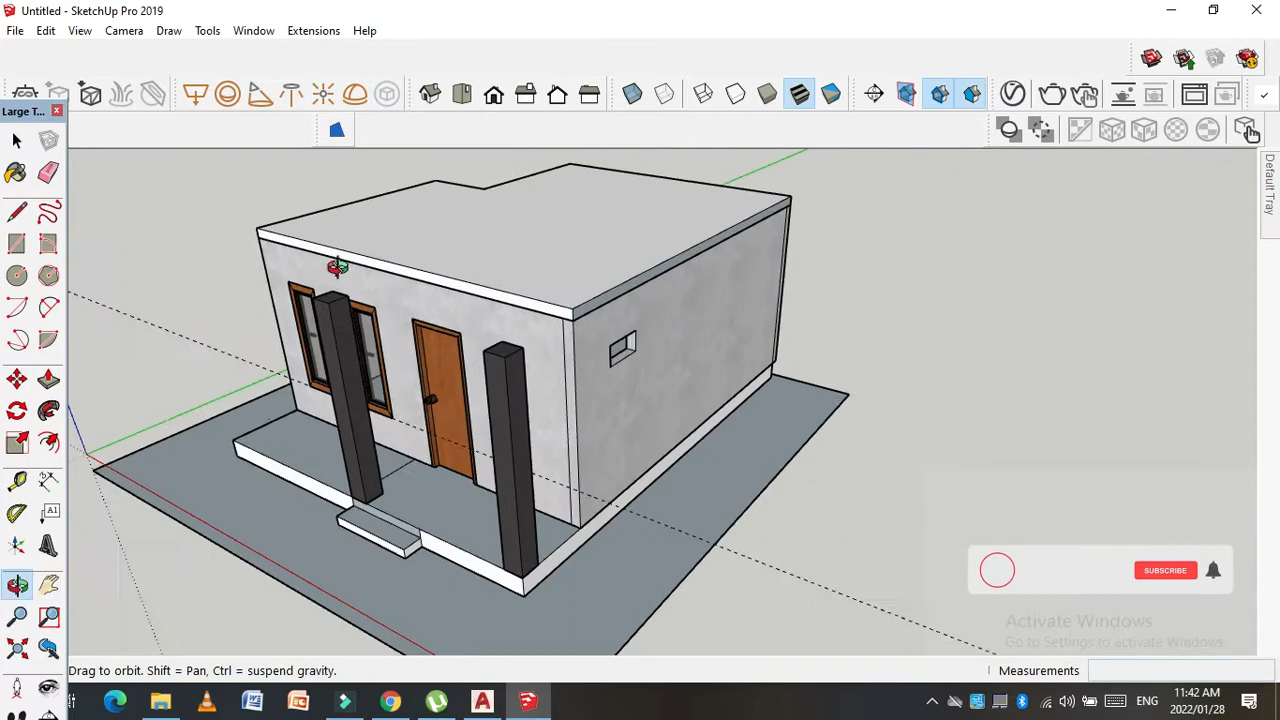 Untitled - SketchUp Pro 2019
File Edit View Camera Draw Tools Window Extensions Help
Large T...
Default Tray
A1
SUBSCRIBE
Activate Windows
Go to Settings to activate Windows.
Drag to orbit. Shift = Pan, Ctrl = suspend gravity.
Measurements
ENG
11:42 AM
2022/01/28